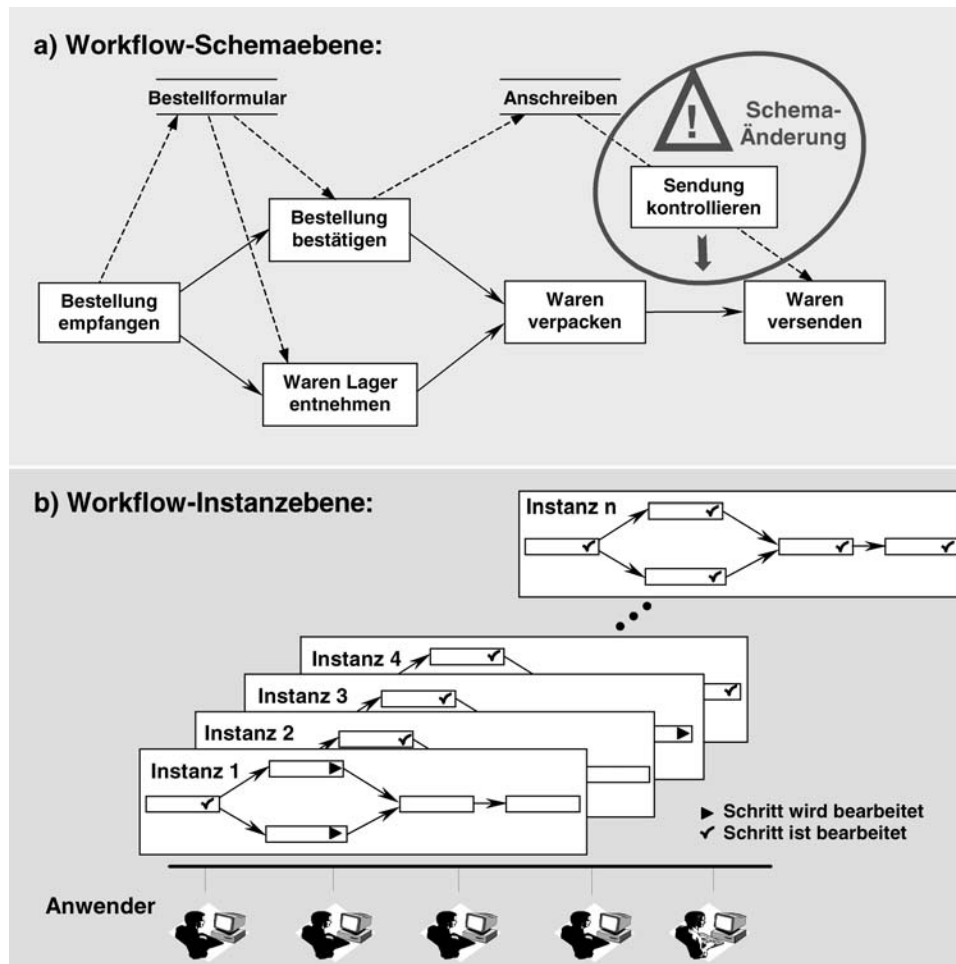 a) Workflow-Schemaebene:
Bestellformular
Anschreiben
!
Schema-
Änderung
Sendung
kontrollieren
Bestellung
bestätigen
Bestellung
empfangen
Waren
verpacken
Waren
versenden
Waren Lager
entnehmen
b) Workflow-Instanzebene:
Instanz n
Instanz 4
Instanz 3
Instanz 2
Instanz 1
Schritt wird bearbeitet
Schritt ist bearbeitet
Anwender